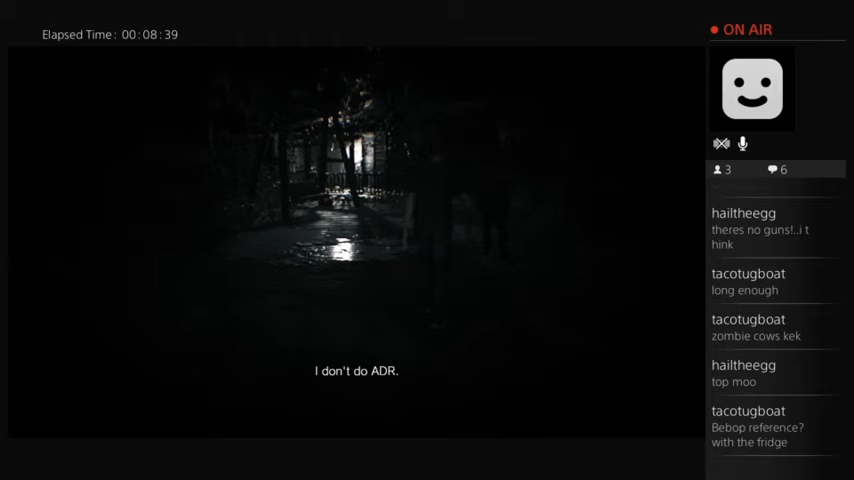 Elapsed Time: 00:08:39
ON AIR
3
6
hailtheegg
theres no guns!..i t
hink
tacotugboat
long enough
tacotugboat
zombie cows kek
hailtheegg
top moo
tacotugboat
Bebop reference?
with the fridge
I don't do ADR.